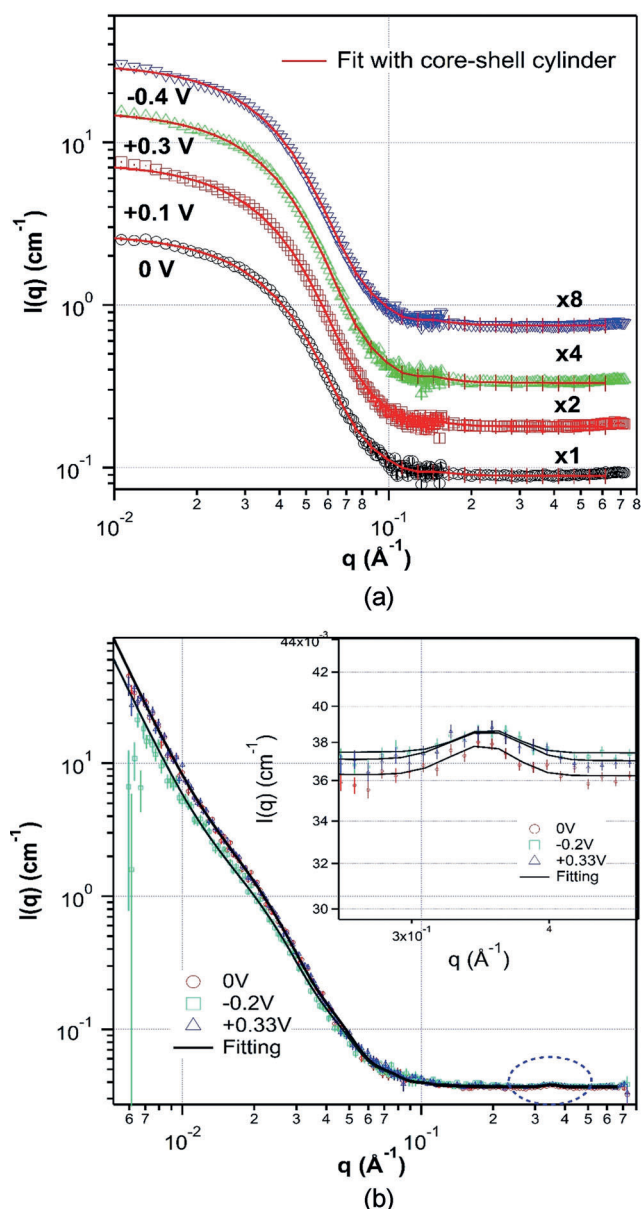 Fit with core-shell cylinder
-0.4 V
+0.3 V
+0.1 V
0 V
x8
x4
x2
x1
I(q) (cm⁻¹)
10¹
10⁰
10⁻¹
10⁻² 2 3 4 5 6 7 8 10⁻¹ 2 3 4 5 6 7 8
q (Å⁻¹)
(a)
44x10⁻³
42
40
38
36
34
32
30
I(q) (cm⁻¹)
0V
-0.2V
+0.33V
Fitting
3x10⁻¹ 4
q (Å⁻¹)
I(q) (cm⁻¹)
10¹
10⁰
10⁻¹
0V
-0.2V
+0.33V
Fitting
6 7 10⁻² 2 3 4 5 6 7 10⁻¹ 2 3 4 5 6 7
q (Å⁻¹)
(b)